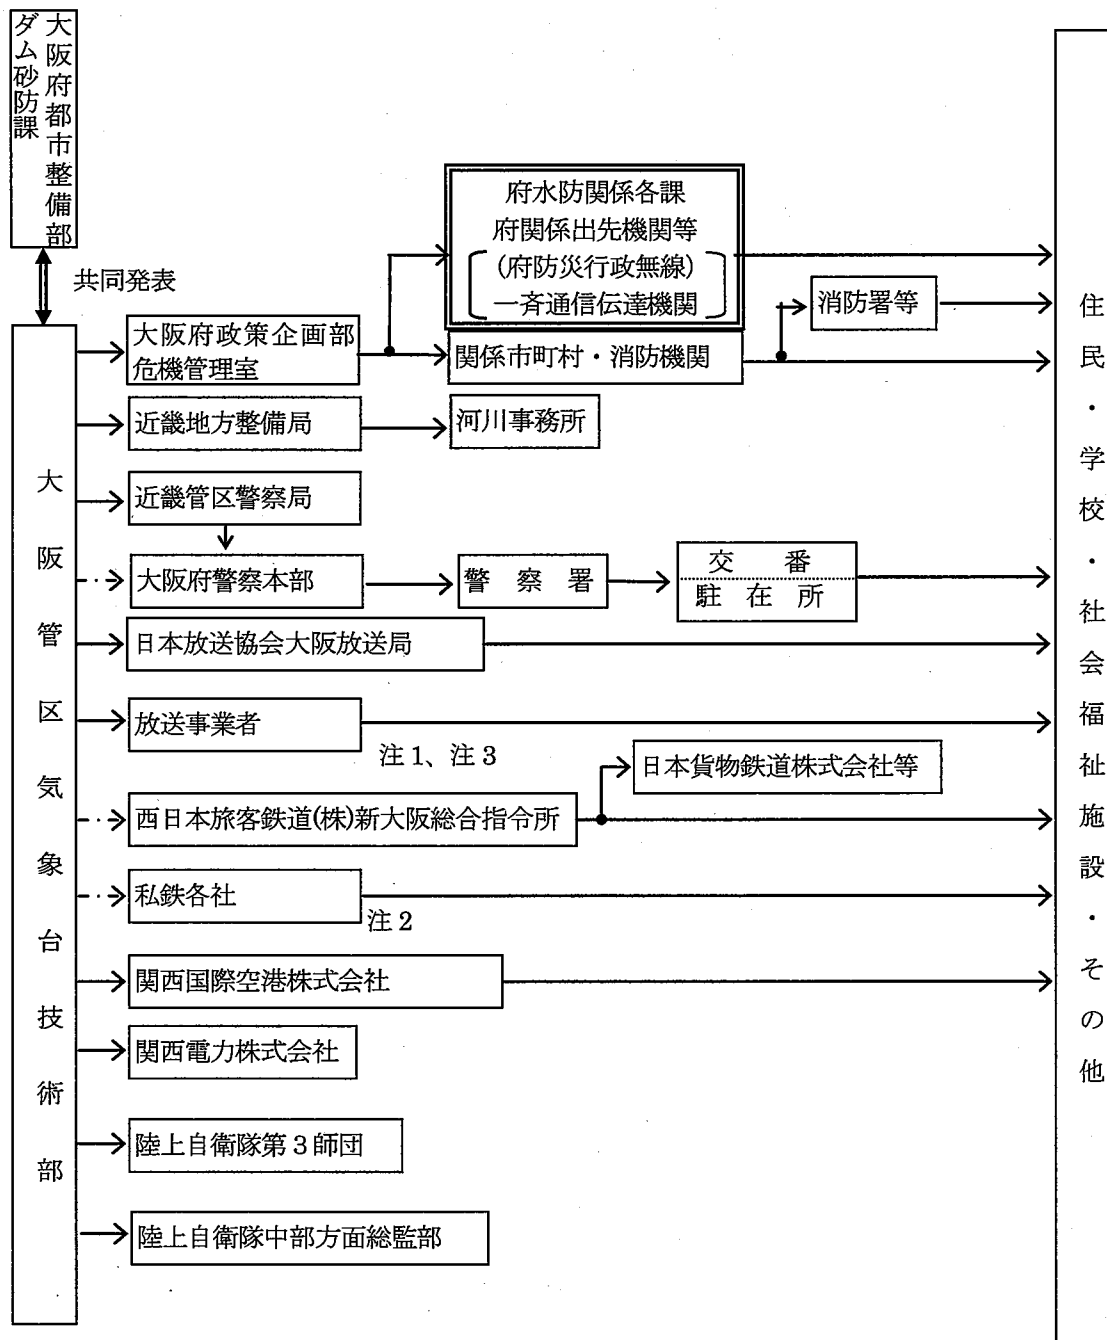 大阪府都市整備部
ダム砂防課
共同発表
大阪管区気象台技術部
大阪府政策企画部
危機管理室
府水防関係各課
府関係出先機関等
(府防災行政無線)
一斉通信伝達機関
関係市町村・消防機関
消防署等
近畿地方整備局
河川事務所
近畿管区警察局
大阪府警察本部
警察署
交番
駐在所
日本放送協会大阪放送局
放送事業者
注1、注3
日本貨物鉄道株式会社等
西日本旅客鉄道(株)新大阪総合指令所
私鉄各社
注2
関西国際空港株式会社
関西電力株式会社
陸上自衛隊第3師団
陸上自衛隊中部方面総監部
住民・学校・社会福祉施設・その他